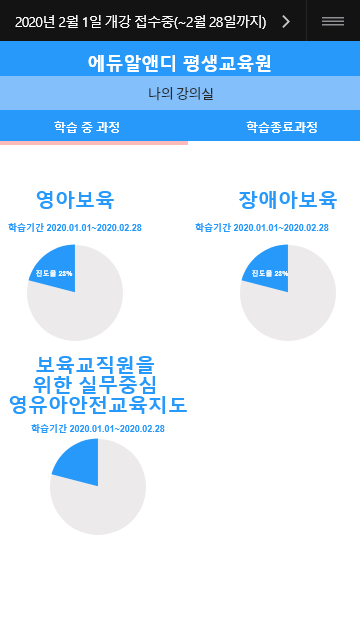 2020년 2월 1일 개강 접수중(~2월 28일까지)
에듀알앤디 평생교육원
나의 강의실
학습 중 과정
학습종료과정
영아보육
학습기간 2020.01.01~2020.02.28
진도율 28%
장애아보육
학습기간 2020.01.01~2020.02.28
진도율 28%
보육교직원을
위한 실무중심
영유아안전교육지도
학습기간 2020.01.01~2020.02.28